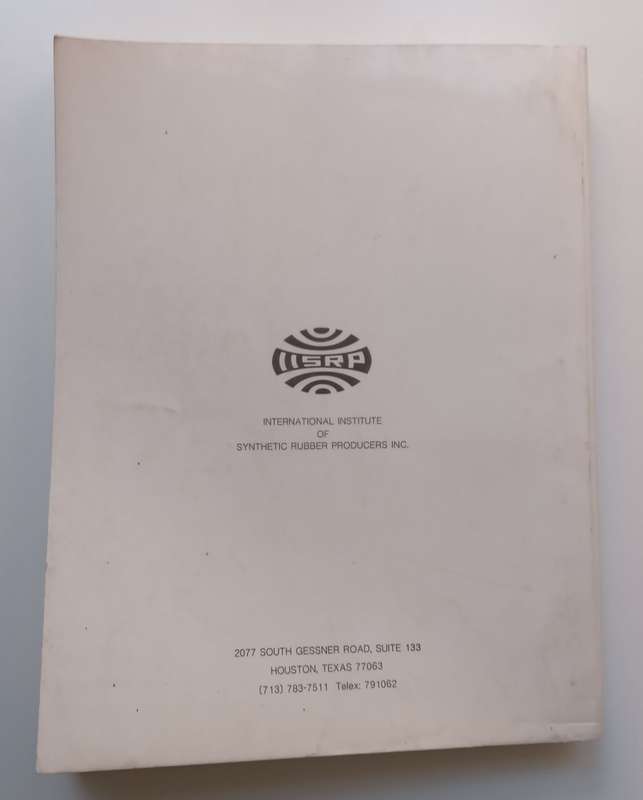 IISRP
INTERNATIONAL INSTITUTE
OF
SYNTHETIC RUBBER PRODUCERS INC.
2077 SOUTH GESSNER ROAD, SUITE 133
HOUSTON, TEXAS 77063
(713) 783-7511 Telex: 791062